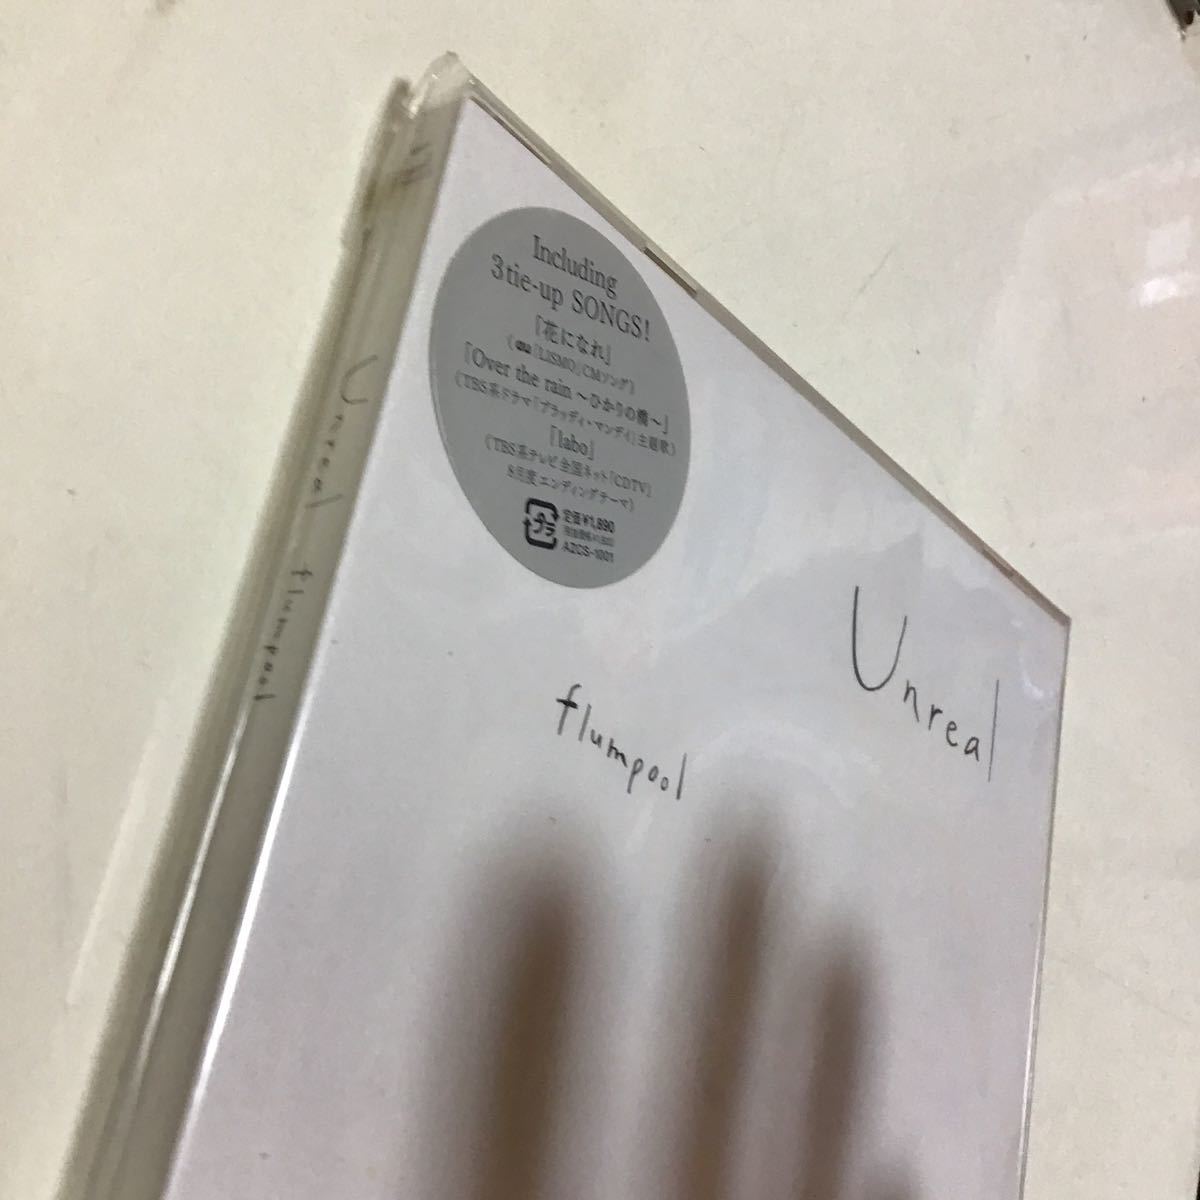 Including
3tie-up SONGS!
「花になれ」
(au「LISMO」CMソング)
「Over the rain ～ひかりの橋～」
(TBS系ドラマ「ブラッディ・マンデイ」主題歌)
「labo」
(TBS系テレビ全国ネット「CDTV」
8月度エンディングテーマ)
プラ
定価¥1,890
AZCS-1001
Unreal
flumpool
Unreal flumpool